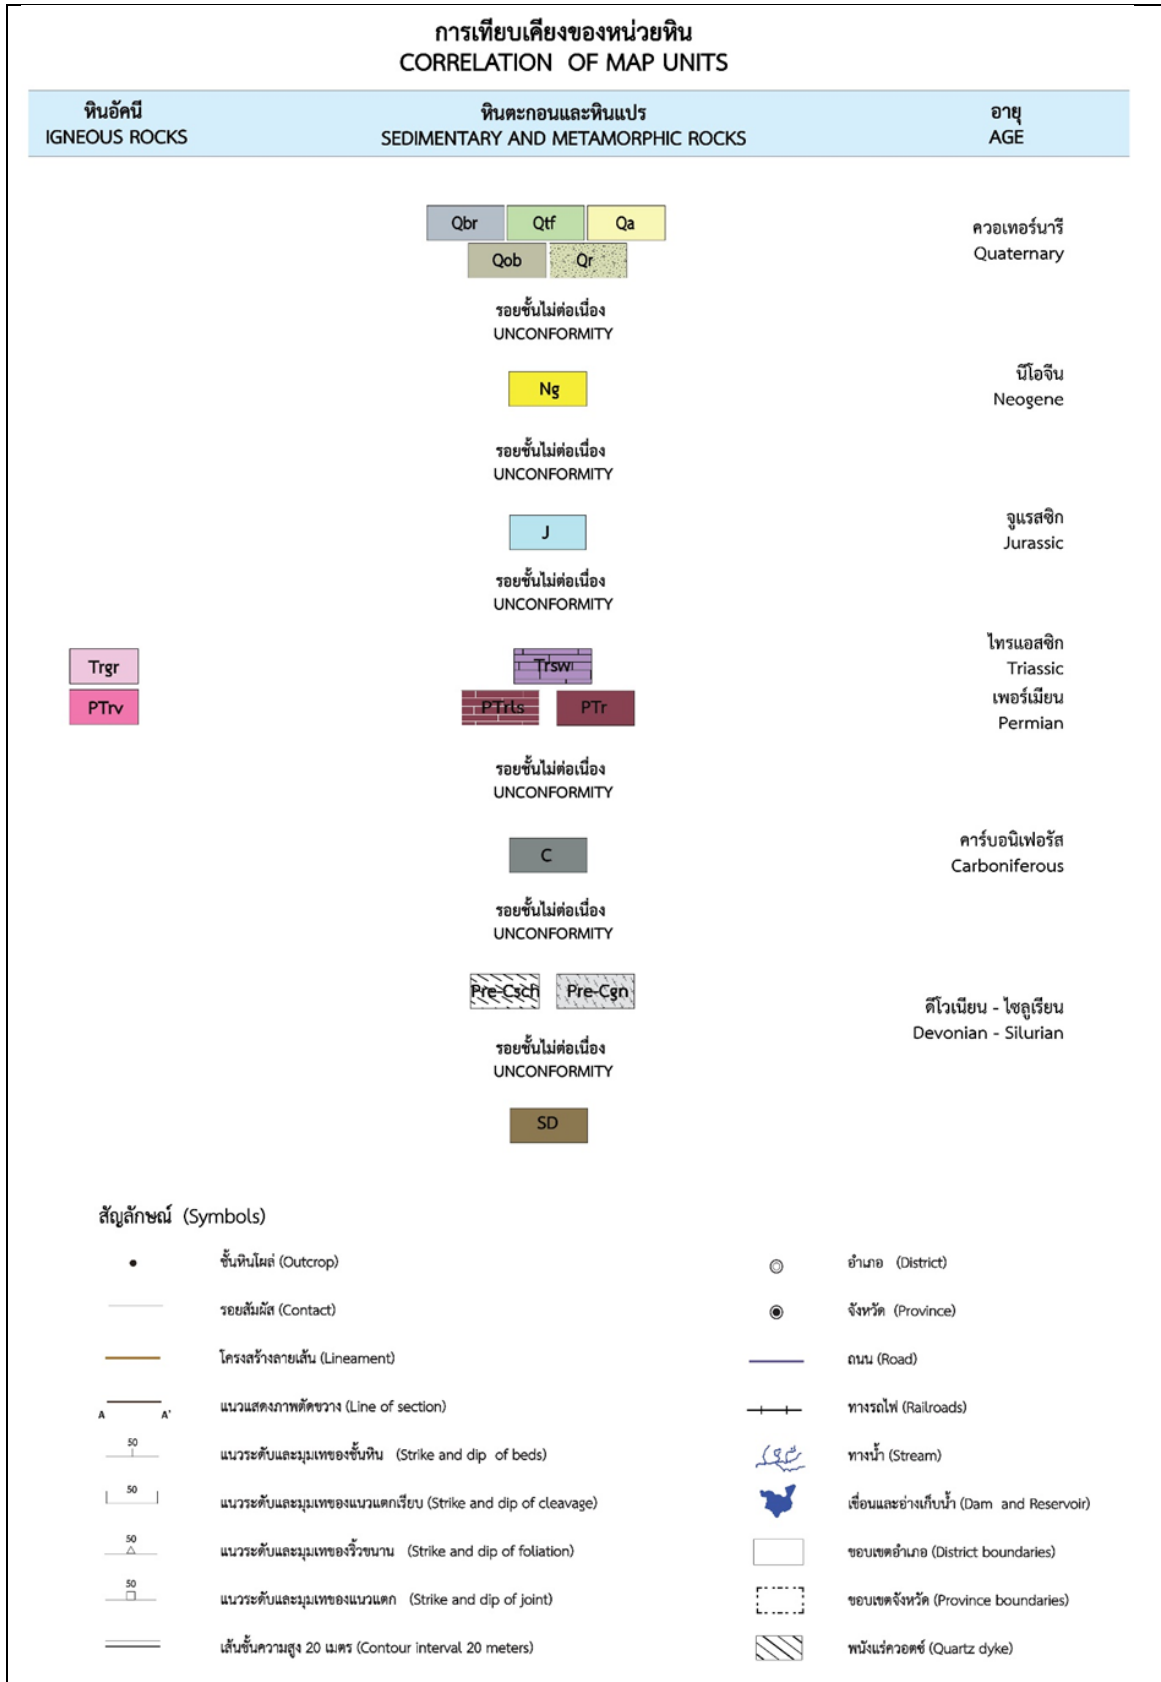 การเทียบเคียงของหน่วยหิน
CORRELATION OF MAP UNITS
หินอัคนี
IGNEOUS ROCKS
หินตะกอนและหินแปร
SEDIMENTARY AND METAMORPHIC ROCKS
อายุ
AGE
Qbr Qtf Qa
Qob Qr
ควอเทอร์นารี
Quaternary
รอยชั้นไม่ต่อเนื่อง
UNCONFORMITY
Ng
นีโอจีน
Neogene
รอยชั้นไม่ต่อเนื่อง
UNCONFORMITY
J
จูแรสซิก
Jurassic
รอยชั้นไม่ต่อเนื่อง
UNCONFORMITY
Trgr
Trsw
ไทรแอสซิก
Triassic
PTrv
PTrls PTr
เพอร์เมียน
Permian
รอยชั้นไม่ต่อเนื่อง
UNCONFORMITY
C
คาร์บอนิเฟอรัส
Carboniferous
รอยชั้นไม่ต่อเนื่อง
UNCONFORMITY
Pre-Csch Pre-Cgn
ดีโวเนียน - ไซลูเรียน
Devonian - Silurian
รอยชั้นไม่ต่อเนื่อง
UNCONFORMITY
SD
สัญลักษณ์ (Symbols)
ชั้นหินโผล่ (Outcrop)
อำเภอ (District)
รอยสัมผัส (Contact)
จังหวัด (Province)
โครงสร้างลายเส้น (Lineament)
ถนน (Road)
A A' แนวแสดงภาพตัดขวาง (Line of section)
ทางรถไฟ (Railroads)
50 แนวระดับและมุมเทของชั้นหิน (Strike and dip of beds)
ทางน้ำ (Stream)
50 แนวระดับและมุมเทของแนวแตกเรียบ (Strike and dip of cleavage)
เขื่อนและอ่างเก็บน้ำ (Dam and Reservoir)
50 แนวระดับและมุมเทของริ้วขนาน (Strike and dip of foliation)
ขอบเขตอำเภอ (District boundaries)
50 แนวระดับและมุมเทของแนวแตก (Strike and dip of joint)
ขอบเขตจังหวัด (Province boundaries)
เส้นชั้นความสูง 20 เมตร (Contour interval 20 meters)
พนังแร่ควอตซ์ (Quartz dyke)